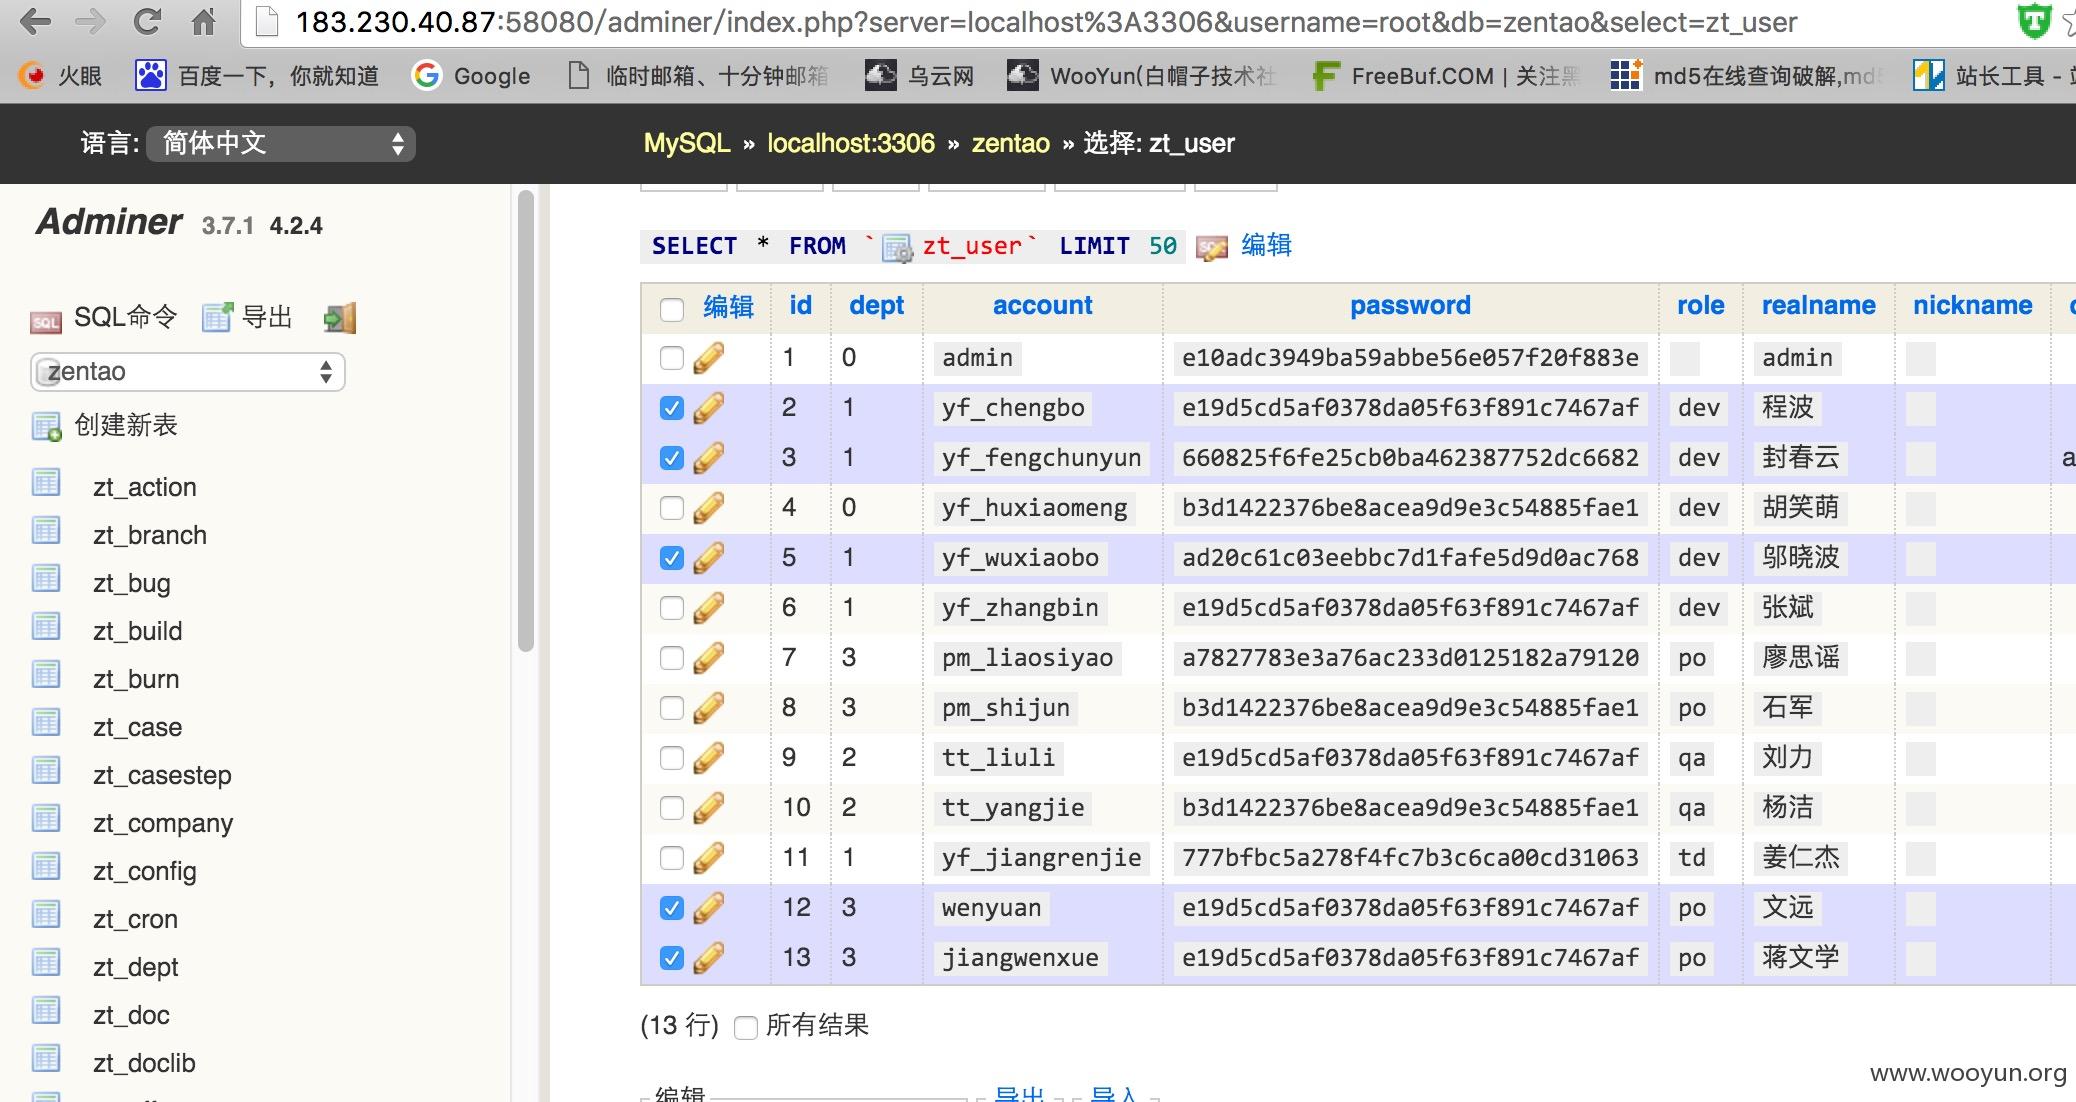 183.230.40.87:58080/adminer/index.php?server=localhost%3A3306&username=root&db=zentao&select=zt_user
火眼 百度一下，你就知道 Google 临时邮箱、十分钟邮箱 乌云网 WooYun(白帽子技术社 FreeBuf.COM | 关注黑 md5在线查询破解,md5 站长工具 -
语言: 简体中文 MySQL » localhost:3306 » zentao » 选择: zt_user
Adminer 3.7.1 4.2.4
SQL命令 导出
zentao
创建新表
zt_action
zt_branch
zt_bug
zt_build
zt_burn
zt_case
zt_casestep
zt_company
zt_config
zt_cron
zt_dept
zt_doc
zt_doclib
SELECT * FROM `zt_user` LIMIT 50 编辑
编辑 id dept account password role realname nickname
1 0 admin e10adc3949ba59abbe56e057f20f883e admin
2 1 yf_chengbo e19d5cd5af0378da05f63f891c7467af dev 程波
3 1 yf_fengchunyun 660825f6fe25cb0ba462387752dc6682 dev 封春云 a
4 0 yf_huxiaomeng b3d1422376be8acea9d9e3c54885fae1 dev 胡笑萌
5 1 yf_wuxiaobo ad20c61c03eebbc7d1fafe5d9d0ac768 dev 邬晓波
6 1 yf_zhangbin e19d5cd5af0378da05f63f891c7467af dev 张斌
7 3 pm_liaosiyao a7827783e3a76ac233d0125182a79120 po 廖思谣
8 3 pm_shijun b3d1422376be8acea9d9e3c54885fae1 po 石军
9 2 tt_liuli e19d5cd5af0378da05f63f891c7467af qa 刘力
10 2 tt_yangjie b3d1422376be8acea9d9e3c54885fae1 qa 杨洁
11 1 yf_jiangrenjie 777bfbc5a278f4fc7b3c6ca00cd31063 td 姜仁杰
12 3 wenyuan e19d5cd5af0378da05f63f891c7467af po 文远
13 3 jiangwenxue e19d5cd5af0378da05f63f891c7467af po 蒋文学
(13 行) 所有结果
编辑 导出 导入
www.wooyun.org